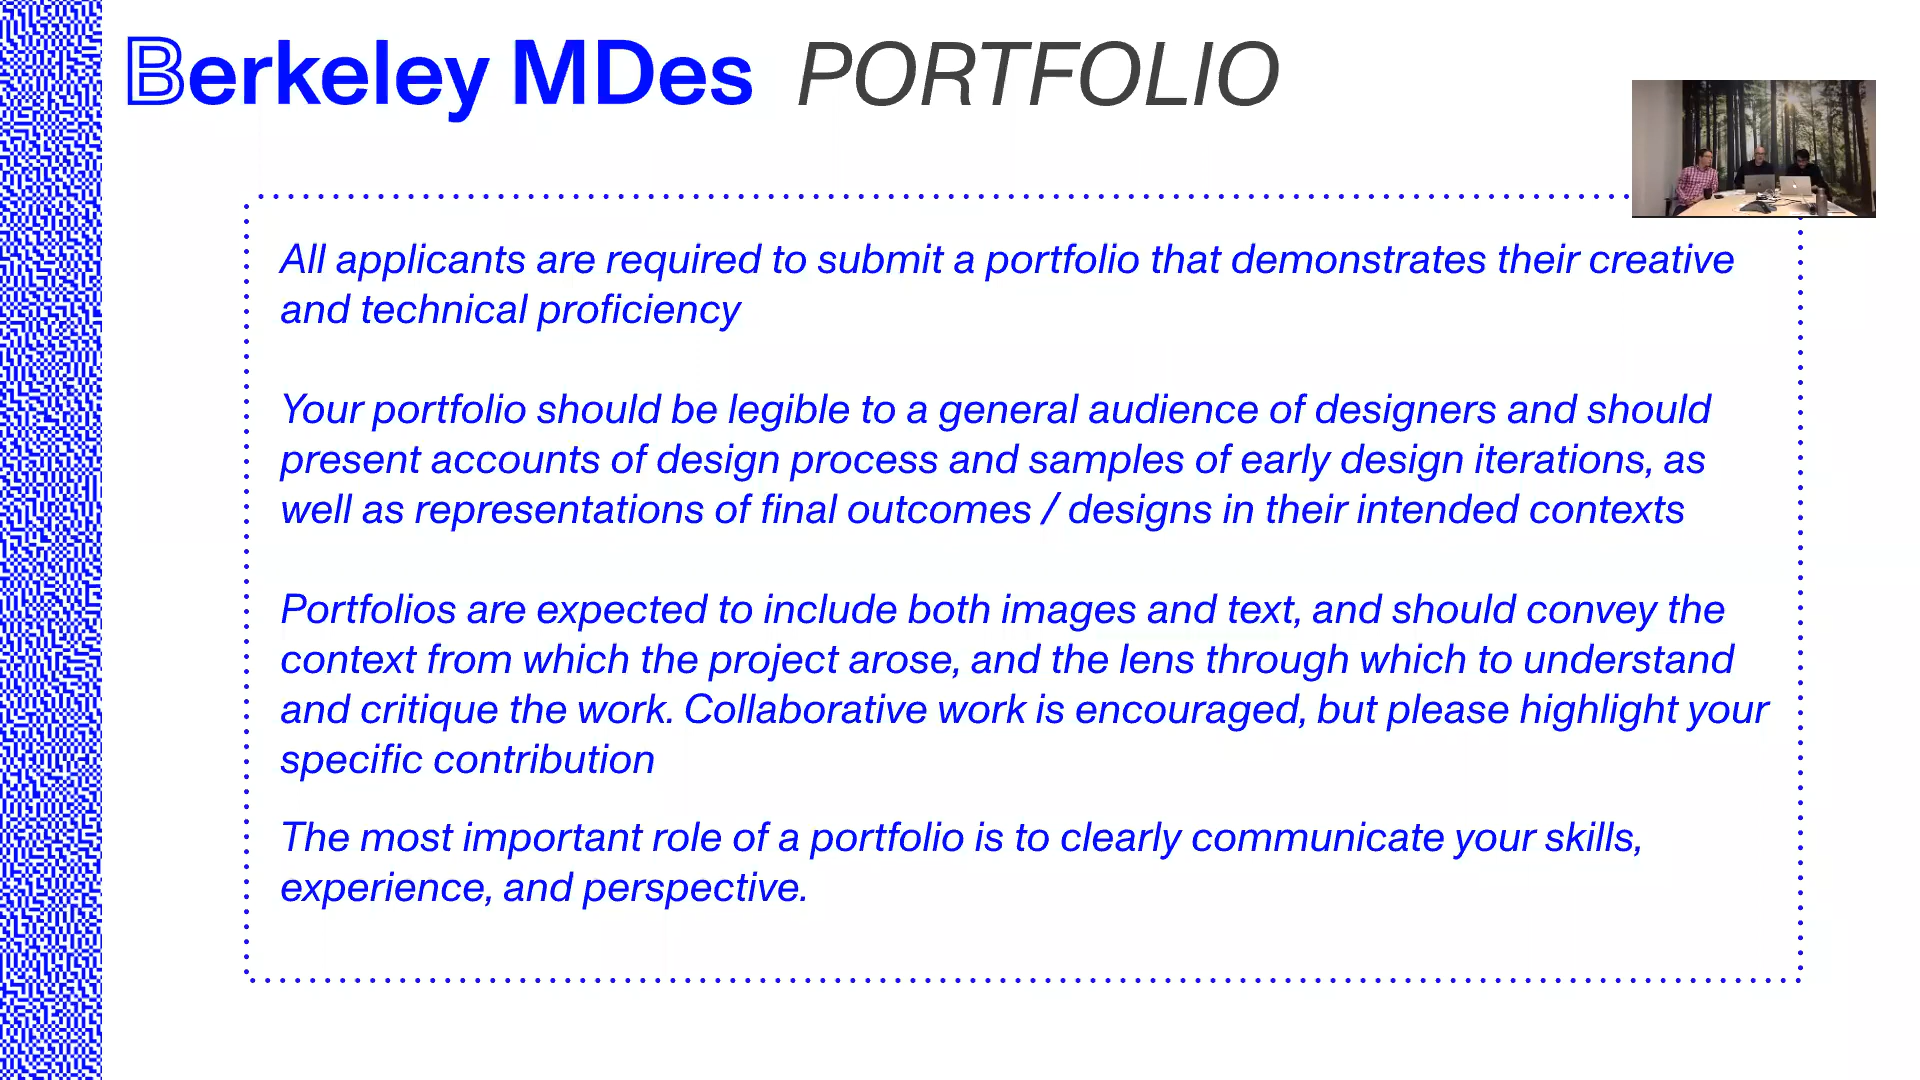 Berkeley MDes PORTFOLIO
All applicants are required to submit a portfolio that demonstrates their creative
and technical proficiency
Your portfolio should be legible to a general audience of designers and should
present accounts of design process and samples of early design iterations, as
well as representations of final outcomes / designs in their intended contexts
Portfolios are expected to include both images and text, and should convey the
context from which the project arose, and the lens through which to understand
and critique the work. Collaborative work is encouraged, but please highlight your
specific contribution
The most important role of a portfolio is to clearly communicate your skills,
experience, and perspective.